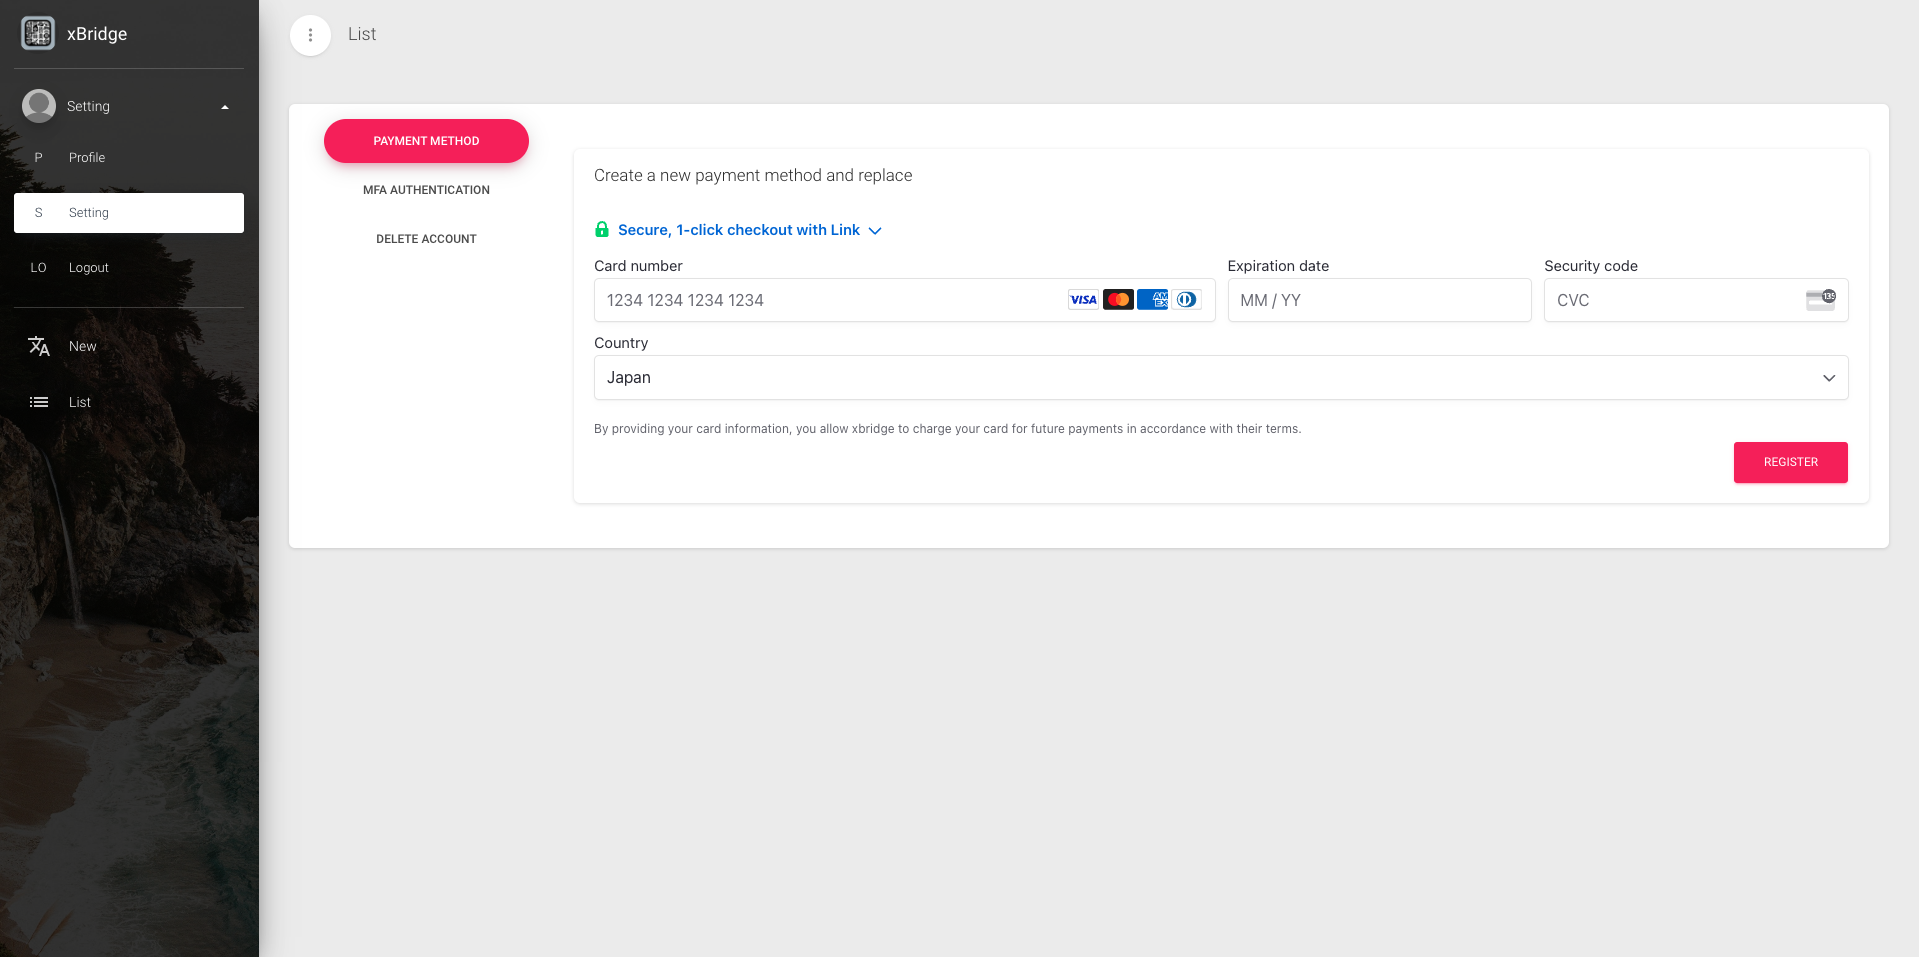 xBridge
Setting
P Profile
S Setting
LO Logout
New
List
List
PAYMENT METHOD
MFA AUTHENTICATION
DELETE ACCOUNT
Create a new payment method and replace
Secure, 1-click checkout with Link
Card number
1234 1234 1234 1234
VISA
AM
EX
Expiration date
MM / YY
Security code
CVC
135
Country
Japan
By providing your card information, you allow xbridge to charge your card for future payments in accordance with their terms.
REGISTER